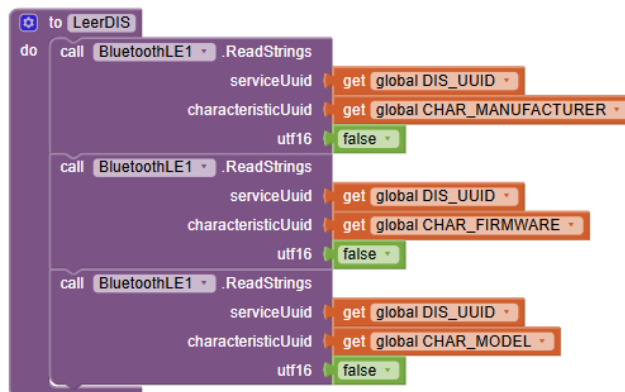 to LeerDIS
do call BluetoothLE1 .ReadStrings
serviceUuid get global DIS_UUID
characteristicUuid get global CHAR_MANUFACTURER
utf16 false
call BluetoothLE1 .ReadStrings
serviceUuid get global DIS_UUID
characteristicUuid get global CHAR_FIRMWARE
utf16 false
call BluetoothLE1 .ReadStrings
serviceUuid get global DIS_UUID
characteristicUuid get global CHAR_MODEL
utf16 false